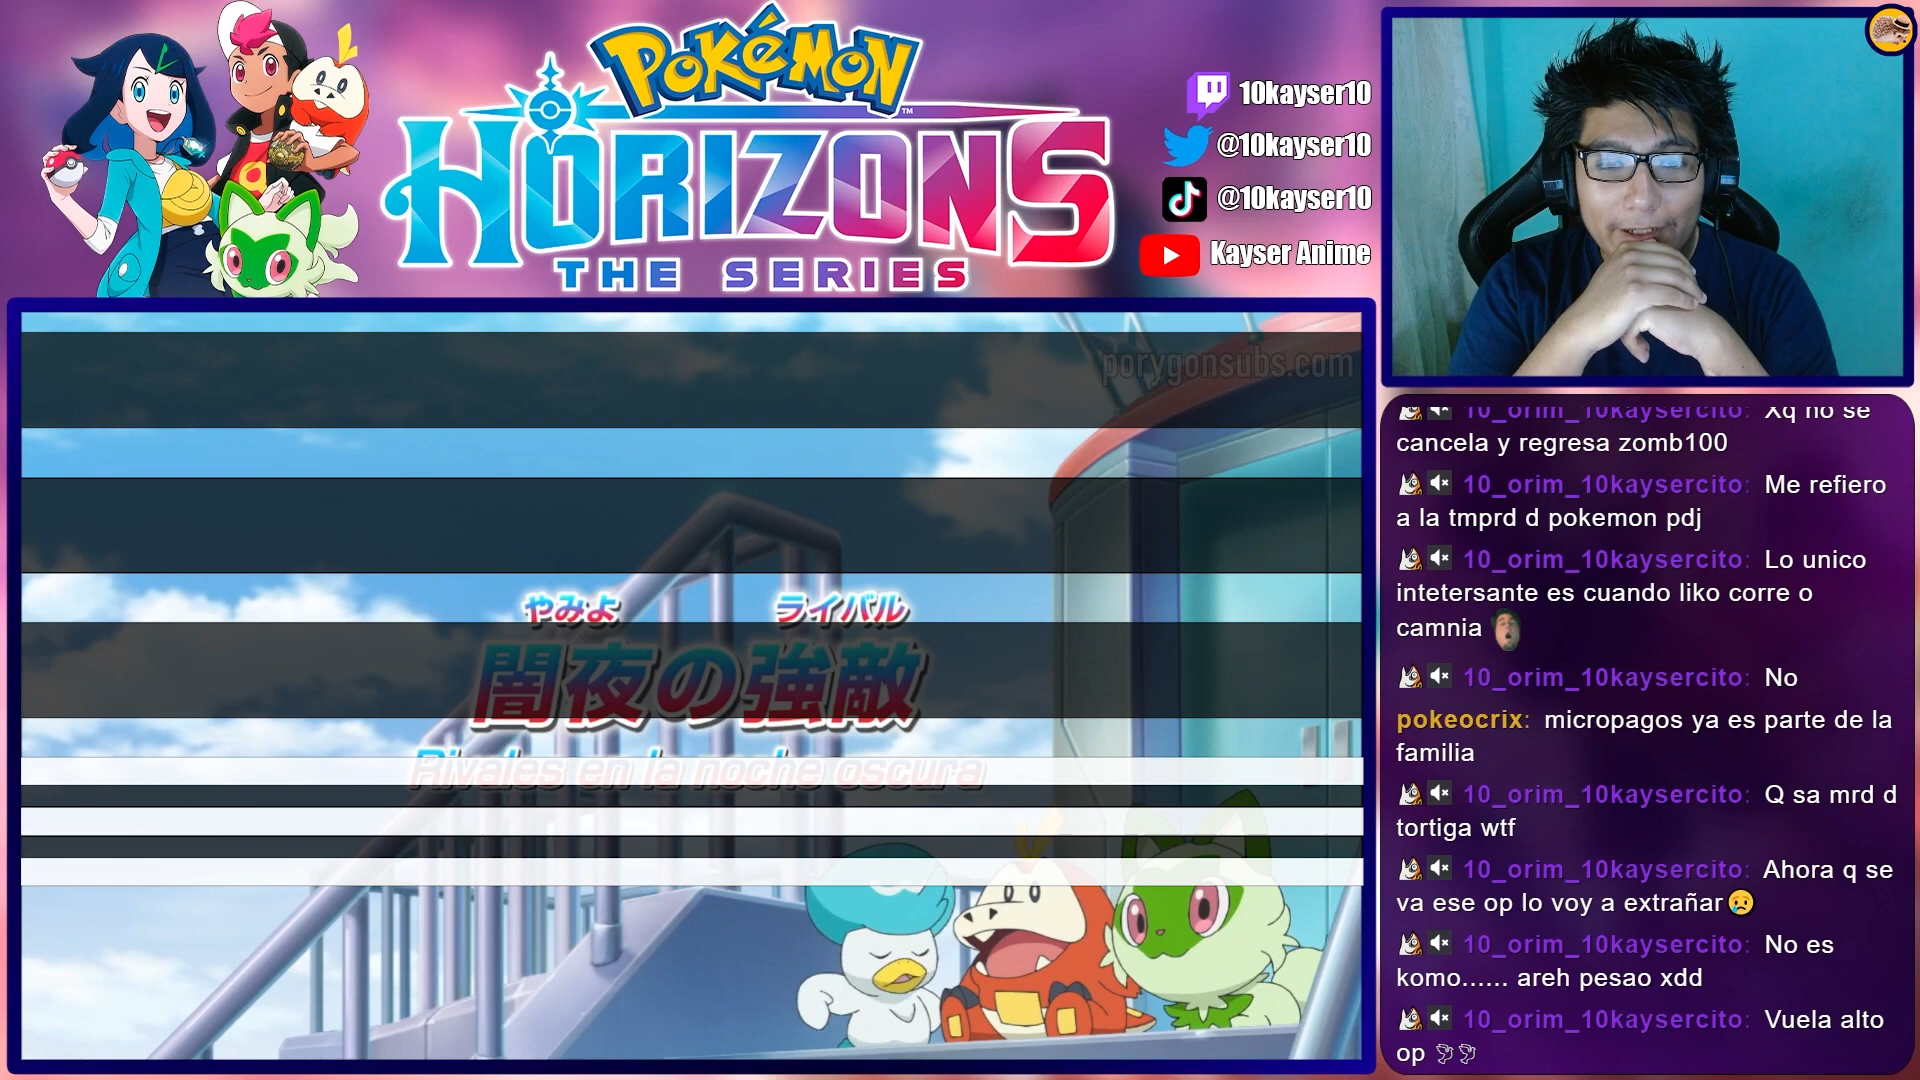 POKÉMON
HORIZONS
THE SERIES
10kayser10
@10kayser10
@10kayser10
Kayser Anime
porygonsubs.com
やみよ ライバル
闇夜の強敵
Rivales en la noche oscura
10_orim_10kaysercito: Xq no se
cancela y regresa zomb100
10_orim_10kaysercito: Me refiero
a la tmprd d pokemon pdj
10_orim_10kaysercito: Lo unico
intetersante es cuando liko corre o
camnia
10_orim_10kaysercito: No
pokeocrix: micropagos ya es parte de la
familia
10_orim_10kaysercito: Q sa mrd d
tortiga wtf
10_orim_10kaysercito: Ahora q se
va ese op lo voy a extrañar😢
10_orim_10kaysercito: No es
komo...... areh pesao xdd
10_orim_10kaysercito: Vuela alto
op 🕊🕊